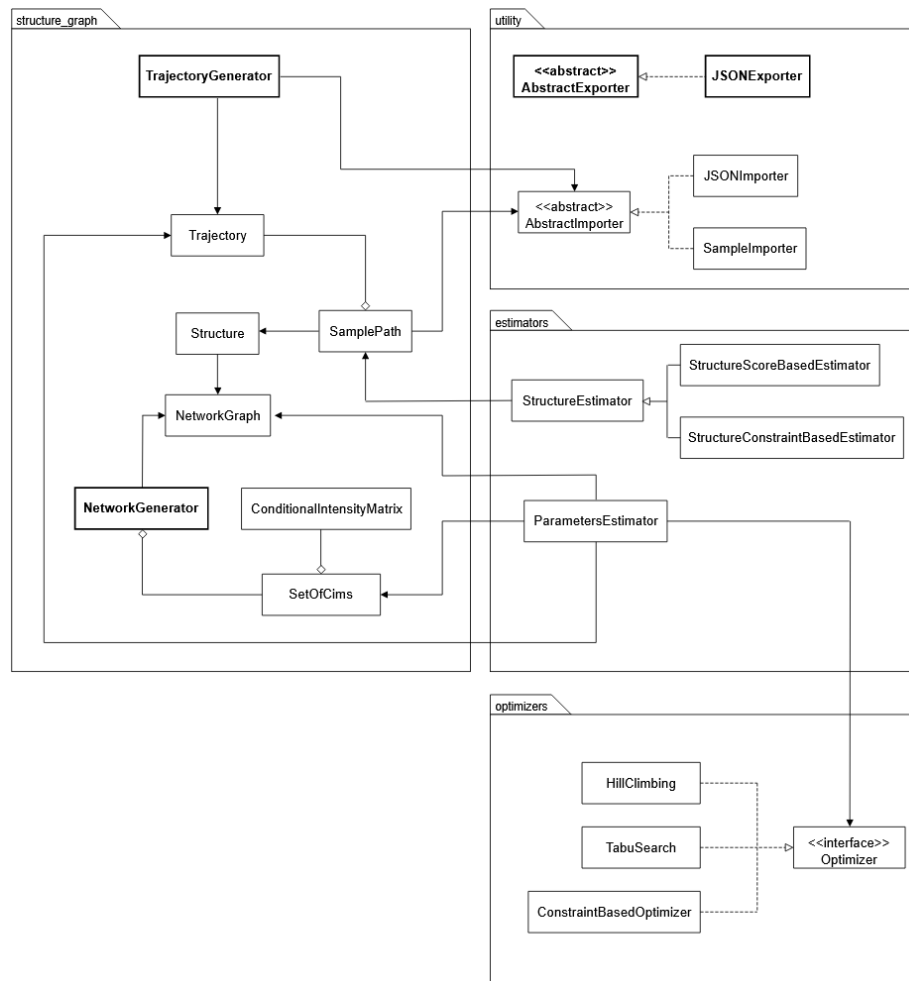 structure_graph
TrajectoryGenerator
Trajectory
Structure
SamplePath
NetworkGraph
NetworkGenerator
ConditionalIntensityMatrix
SetOfCims
utility
<<abstract>>
AbstractExporter
JSONExporter
JSONImporter
<<abstract>>
AbstractImporter
SampleImporter
estimators
StructureScoreBasedEstimator
StructureEstimator
StructureConstraintBasedEstimator
ParametersEstimator
optimizers
HillClimbing
TabuSearch
<<interface>>
Optimizer
ConstraintBasedOptimizer